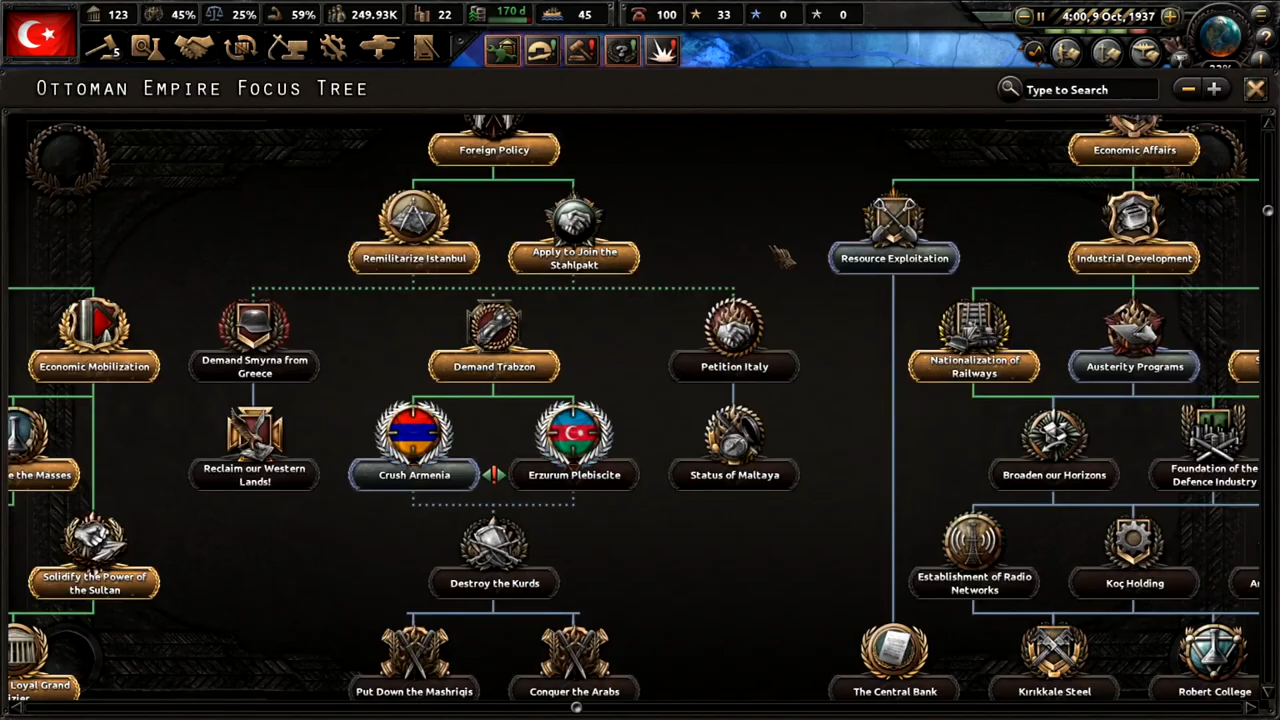 123
45%
25%
59%
249.93K
22
170 d
45
100
33
0
0
4:00, 9 Oct, 1937
5
Ottoman Empire Focus Tree
Type to Search
Foreign Policy
Economic Affairs
Remilitarize Istanbul
Apply to Join the
Stahlpakt
Resource Exploitation
Industrial Development
Economic Mobilization
Demand Smyrna from
Greece
Demand Trabzon
Petition Italy
Nationalization of
Railways
Austerity Programs
e the Masses
Reclaim our Western
Lands!
Crush Armenia
Erzurum Plebiscite
Status of Maltaya
Broaden our Horizons
Foundation of the
Defence Industry
Solidify the Power of
the Sultan
Destroy the Kurds
Establishment of Radio
Networks
Koç Holding
Loyal Grand
Put Down the Mashriqis
Conquer the Arabs
The Central Bank
Kırıkkale Steel
Robert College